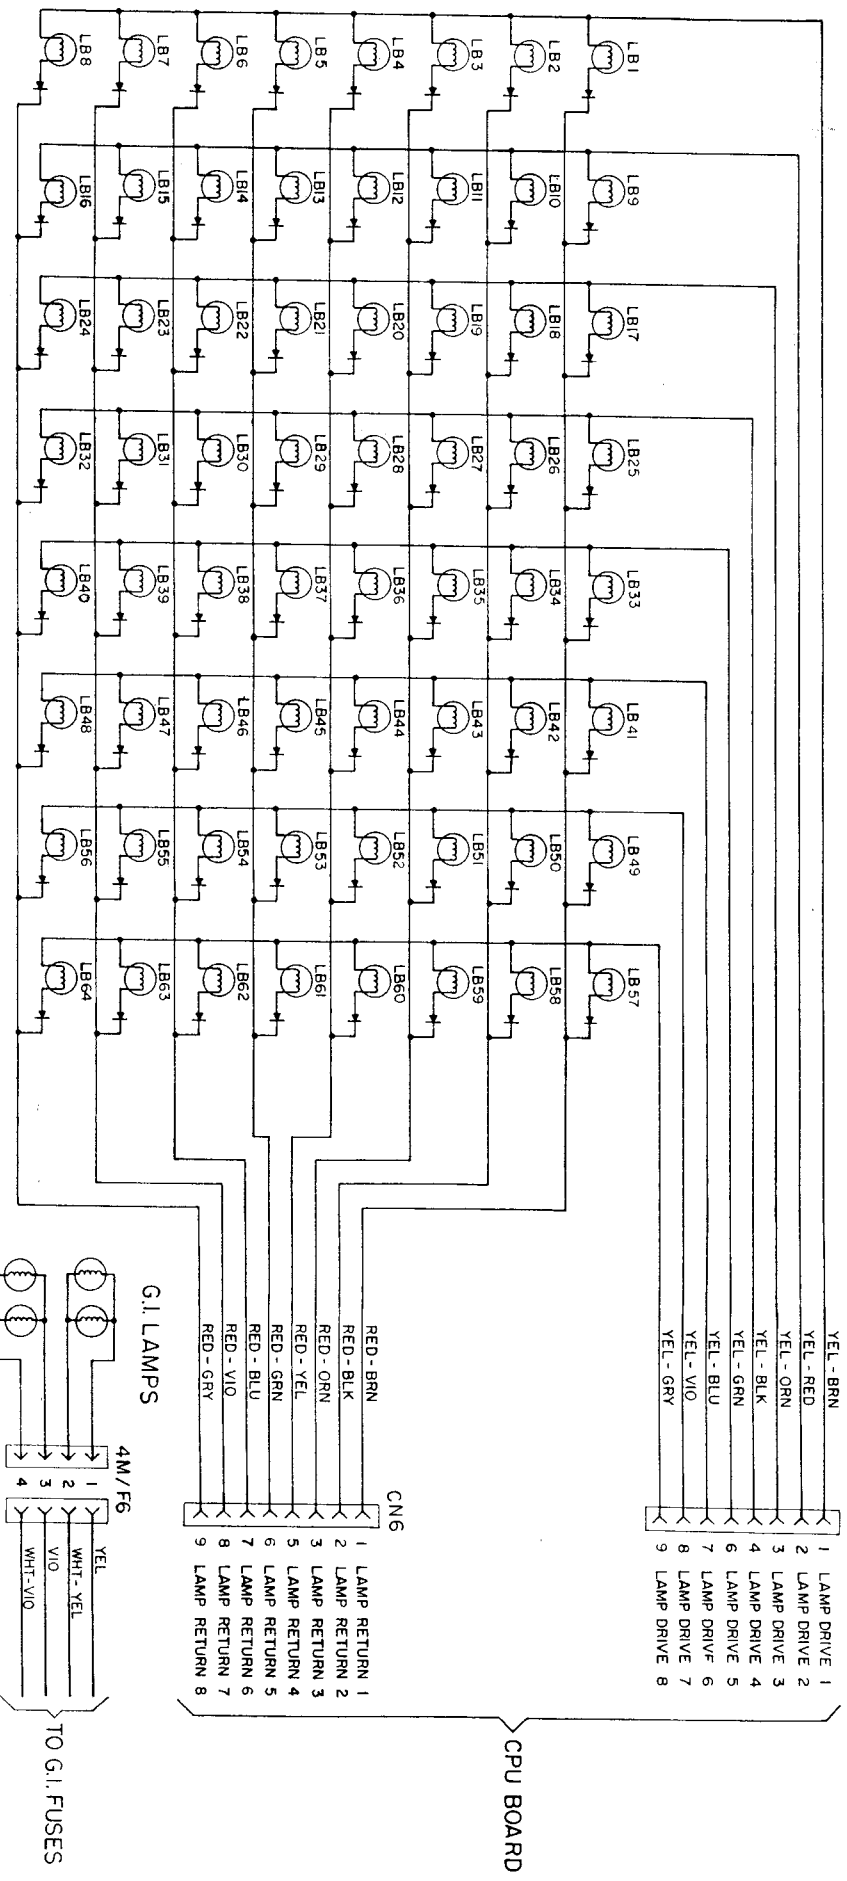 LB1
LB2
LB3
LB4
LB5
LB6
LB7
LB8
LB9
LB10
LB11
LB12
LB13
LB14
LB15
LB16
LB17
LB18
LB19
LB20
LB21
LB22
LB23
LB24
LB25
LB26
LB27
LB28
LB29
LB30
LB31
LB32
LB33
LB34
LB35
LB36
LB37
LB38
LB39
LB40
LB41
LB42
LB43
LB44
LB45
LB46
LB47
LB48
LB49
LB50
LB51
LB52
LB53
LB54
LB55
LB56
LB57
LB58
LB59
LB60
LB61
LB62
LB63
LB64
YEL-BRN 1 LAMP DRIVE 1
YEL-RED 2 LAMP DRIVE 2
YEL-ORN 3 LAMP DRIVE 3
YEL-BLK 4 LAMP DRIVE 4
YEL-GRN 6 LAMP DRIVE 5
YEL-BLU 7 LAMP DRIVE 6
YEL-VIO 8 LAMP DRIVE 7
YEL-GRY 9 LAMP DRIVE 8
CN6
RED-BRN 1 LAMP RETURN 1
RED-BLK 2 LAMP RETURN 2
RED-ORN 3 LAMP RETURN 3
RED-YEL 5 LAMP RETURN 4
RED-GRN 6 LAMP RETURN 5
RED-BLU 7 LAMP RETURN 6
RED-VIO 8 LAMP RETURN 7
RED-GRY 9 LAMP RETURN 8
CPU BOARD
G.I. LAMPS
4M/F6
1 YEL
2 WHT-YEL
3 VIO
4 WHT-VIO
TO G.I. FUSES